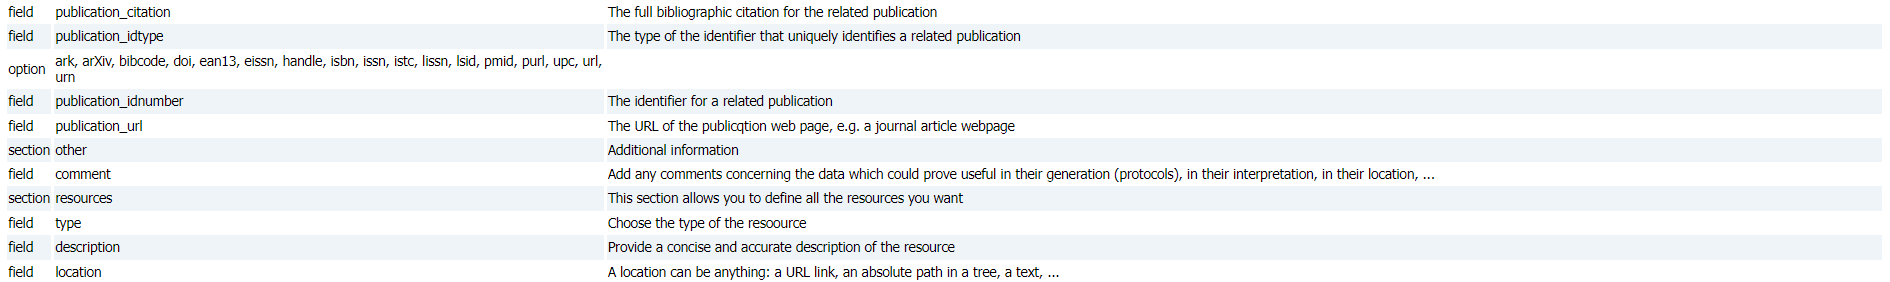 field publication_citation The full bibliographic citation for the related publication
field publication_idtype The type of the identifier that uniquely identifies a related publication
option ark, arXiv, bibcode, doi, ean13, eissn, handle, isbn, issn, istc, lissn, lsid, pmid, purl, upc, url,
urn
field publication_idnumber The identifier for a related publication
field publication_url The URL of the publicqtion web page, e.g. a journal article webpage
section other Additional information
field comment Add any comments concerning the data which could prove useful in their generation (protocols), in their interpretation, in their location, ...
section resources This section allows you to define all the resources you want
field type Choose the type of the resoource
field description Provide a concise and accurate description of the resource
field location A location can be anything: a URL link, an absolute path in a tree, a text, ...